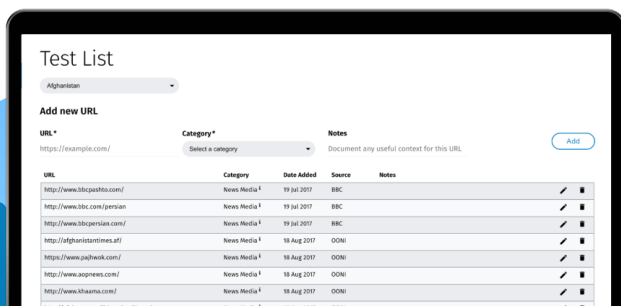 Test List
Afghanistan
Add new URL
URL* Category* Notes
https://example.com/ Select a category Document any useful context for this URL Add
URL Category Date Added Source Notes
http://www.bbcpashto.com/ News Media i 19 Jul 2017 BBC
http://www.bbc.com/persian News Media i 19 Jul 2017 BBC
http://www.bbcpersian.com/ News Media i 19 Jul 2017 BBC
http://afghanistantimes.af/ News Media i 18 Aug 2017 OONI
https://www.pajhwok.com/ News Media i 18 Aug 2017 OONI
http://www.aopnews.com/ News Media i 18 Aug 2017 OONI
http://www.khaama.com/ News Media i 18 Aug 2017 OONI